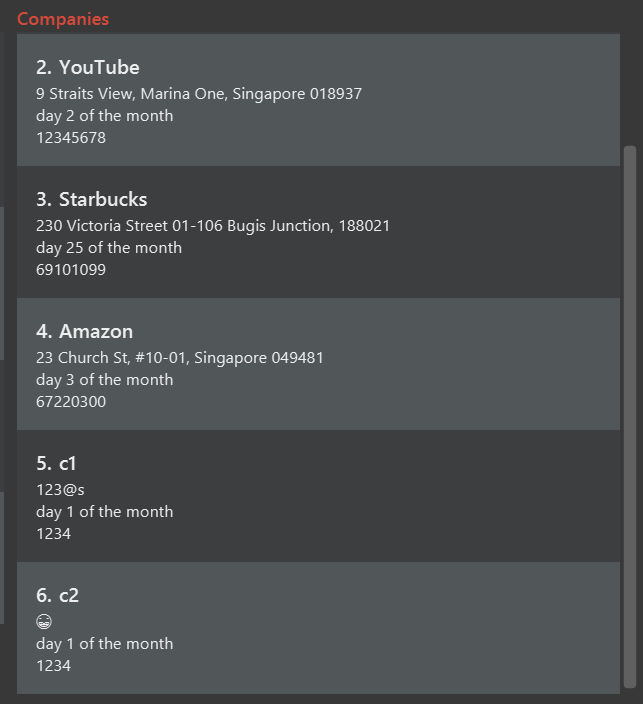 Companies
2. YouTube
9 Straits View, Marina One, Singapore 018937
day 2 of the month
12345678
3. Starbucks
230 Victoria Street 01-106 Bugis Junction, 188021
day 25 of the month
69101099
4. Amazon
23 Church St, #10-01, Singapore 049481
day 3 of the month
67220300
5. c1
123@s
day 1 of the month
1234
6. c2
😂
day 1 of the month
1234